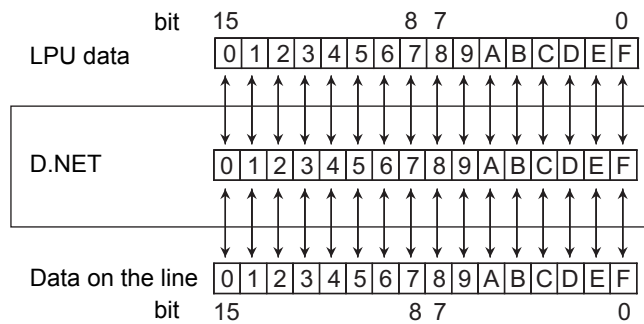 bit 15 8 7 0
LPU data 0 1 2 3 4 5 6 7 8 9 A B C D E F
D.NET 0 1 2 3 4 5 6 7 8 9 A B C D E F
Data on the line 0 1 2 3 4 5 6 7 8 9 A B C D E F
bit 15 8 7 0